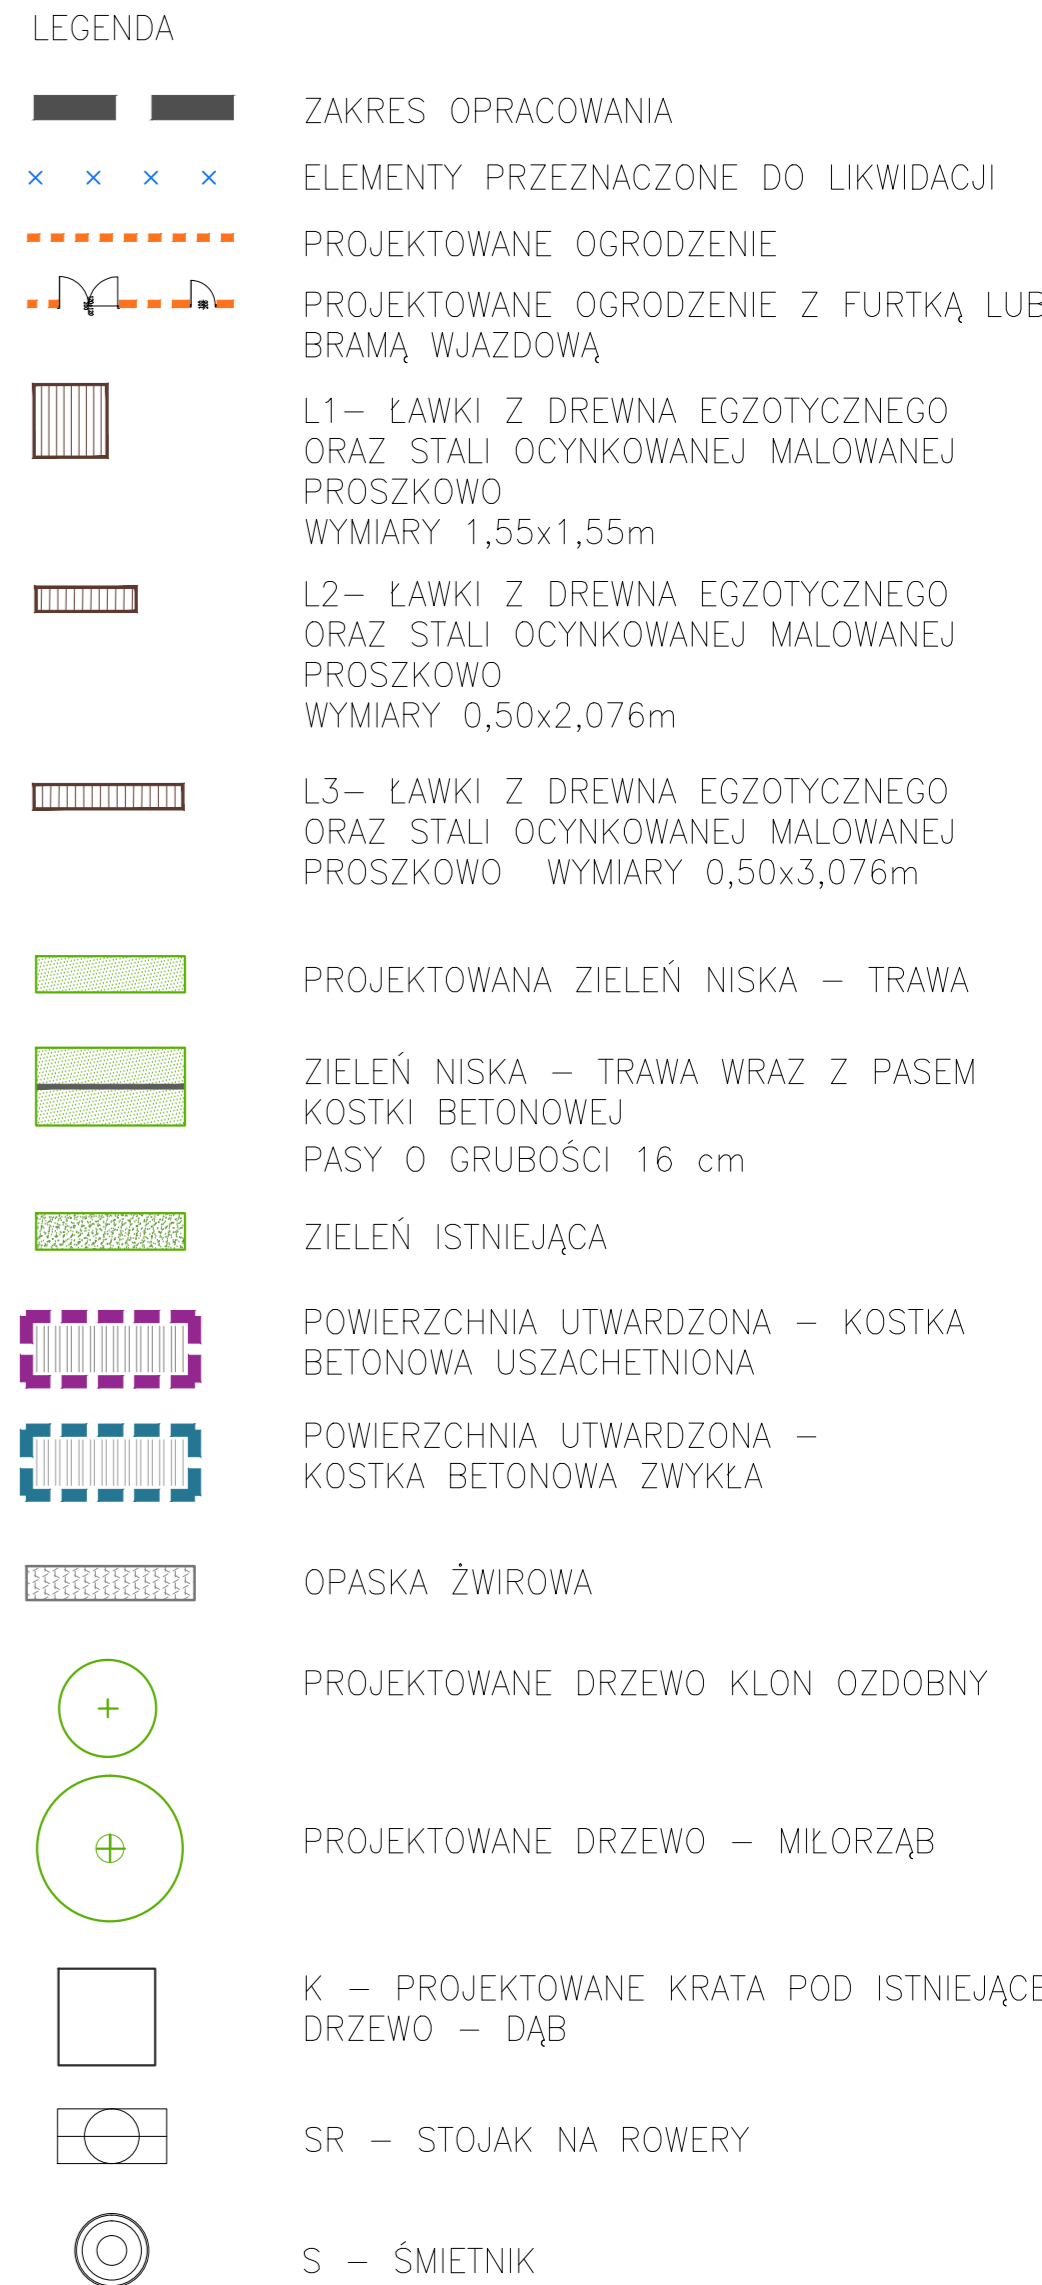 LEGENDA
ZAKRES OPRACOWANIA
ELEMENTY PRZEZNACZONE DO LIKWIDACJI
PROJEKTOWANE OGRODZENIE
PROJEKTOWANE OGRODZENIE Z FURTKĄ LUB
BRAMĄ WJAZDOWĄ
L1– ŁAWKI Z DREWNA EGZOTYCZNEGO
ORAZ STALI OCYNKOWANEJ MALOWANEJ
PROSZKOWO
WYMIARY 1,55x1,55m
L2– ŁAWKI Z DREWNA EGZOTYCZNEGO
ORAZ STALI OCYNKOWANEJ MALOWANEJ
PROSZKOWO
WYMIARY 0,50x2,076m
L3– ŁAWKI Z DREWNA EGZOTYCZNEGO
ORAZ STALI OCYNKOWANEJ MALOWANEJ
PROSZKOWO WYMIARY 0,50x3,076m
PROJEKTOWANA ZIELEŃ NISKA – TRAWA
ZIELEŃ NISKA – TRAWA WRAZ Z PASEM
KOSTKI BETONOWEJ
PASY O GRUBOŚCI 16 cm
ZIELEŃ ISTNIEJĄCA
POWIERZCHNIA UTWARDZONA – KOSTKA
BETONOWA USZACHETNIONA
POWIERZCHNIA UTWARDZONA –
KOSTKA BETONOWA ZWYKŁA
OPASKA ŻWIROWA
PROJEKTOWANE DRZEWO KLON OZDOBNY
PROJEKTOWANE DRZEWO – MIŁORZĄB
K – PROJEKTOWANE KRATA POD ISTNIEJĄCE
DRZEWO – DĄB
SR – STOJAK NA ROWERY
S – ŚMIETNIK